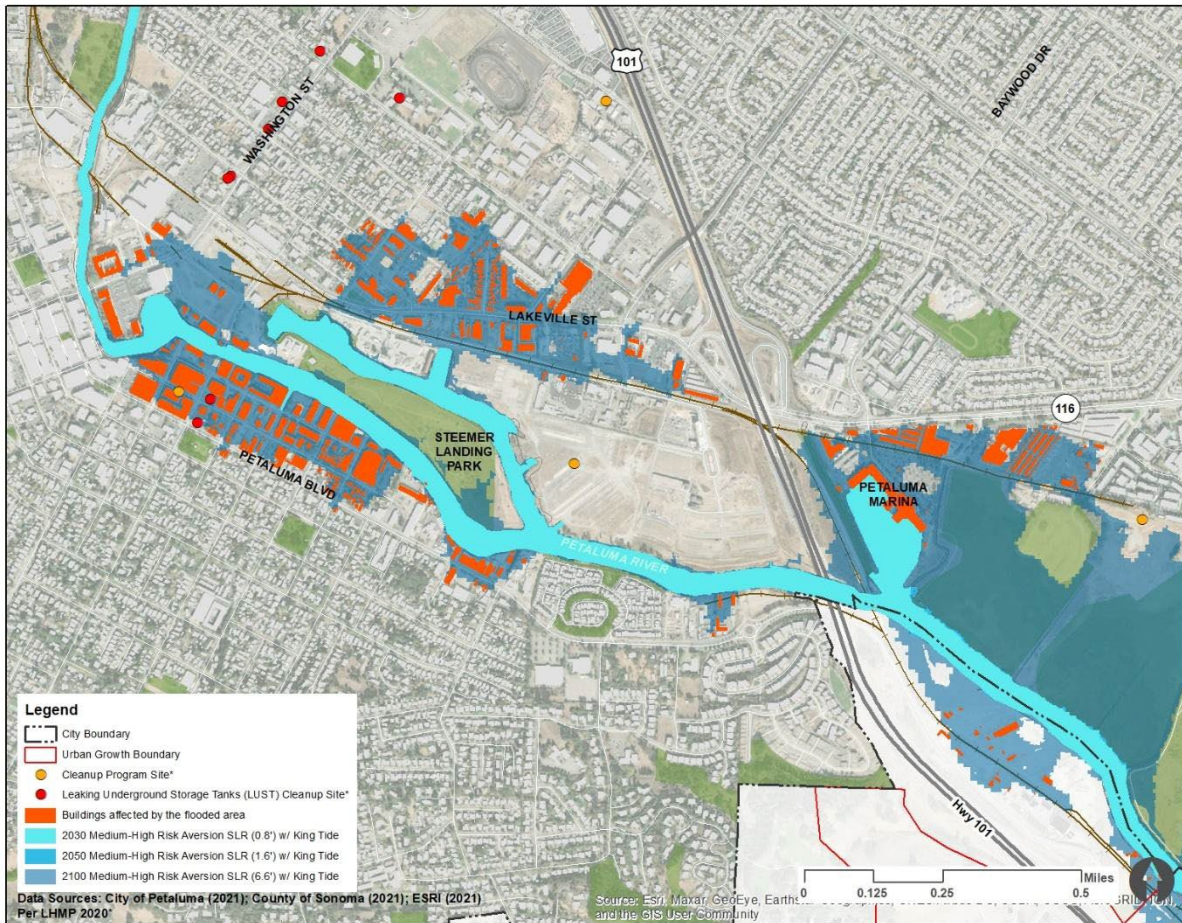 101
BAYWOOD DR
WASHINGTON ST
LAKEVILLE ST
116
STEEMER
LANDING
PARK
PETALUMA
MARINA
PETALUMA BLVD
PETALUMA RIVER
Hwy 101
Legend
City Boundary
Urban Growth Boundary
Cleanup Program Site*
Leaking Underground Storage Tanks (LUST) Cleanup Site*
Buildings affected by the flooded area
2030 Medium-High Risk Aversion SLR (0.8') w/ King Tide
2050 Medium-High Risk Aversion SLR (1.6') w/ King Tide
2100 Medium-High Risk Aversion SLR (6.6') w/ King Tide
Miles
0 0.125 0.25 0.5
Data Sources: City of Petaluma (2021); County of Sonoma (2021); ESRI (2021)
Per LHMP 2020*
Source: Esri, Maxar, GeoEye,
and the GIS User Community